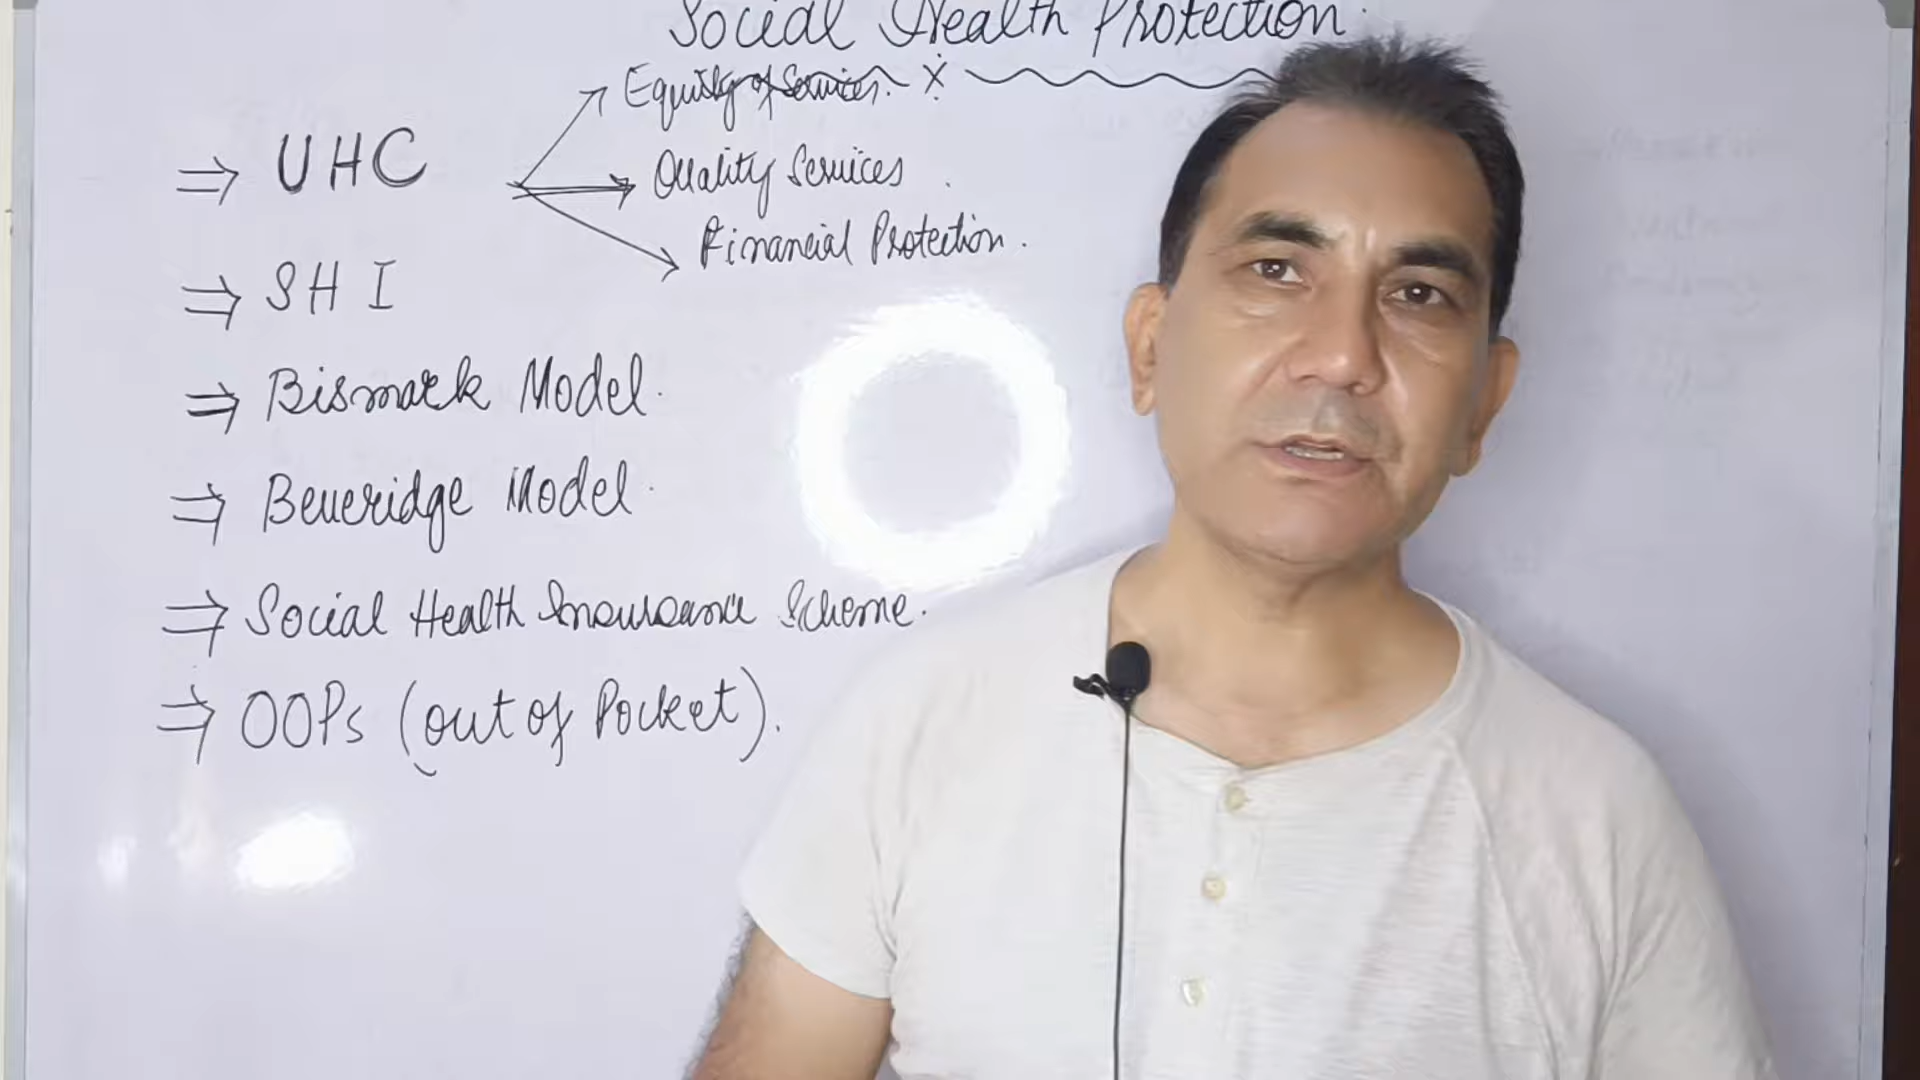 Social Health Protection.
Equity of Services.
⇒ UHC
Quality Services.
Financial Protection.
⇒ SHI
⇒ Bismark Model.
⇒ Beveridge Model.
⇒ Social Health Insurance Scheme.
⇒ OOPs (out of Pocket).